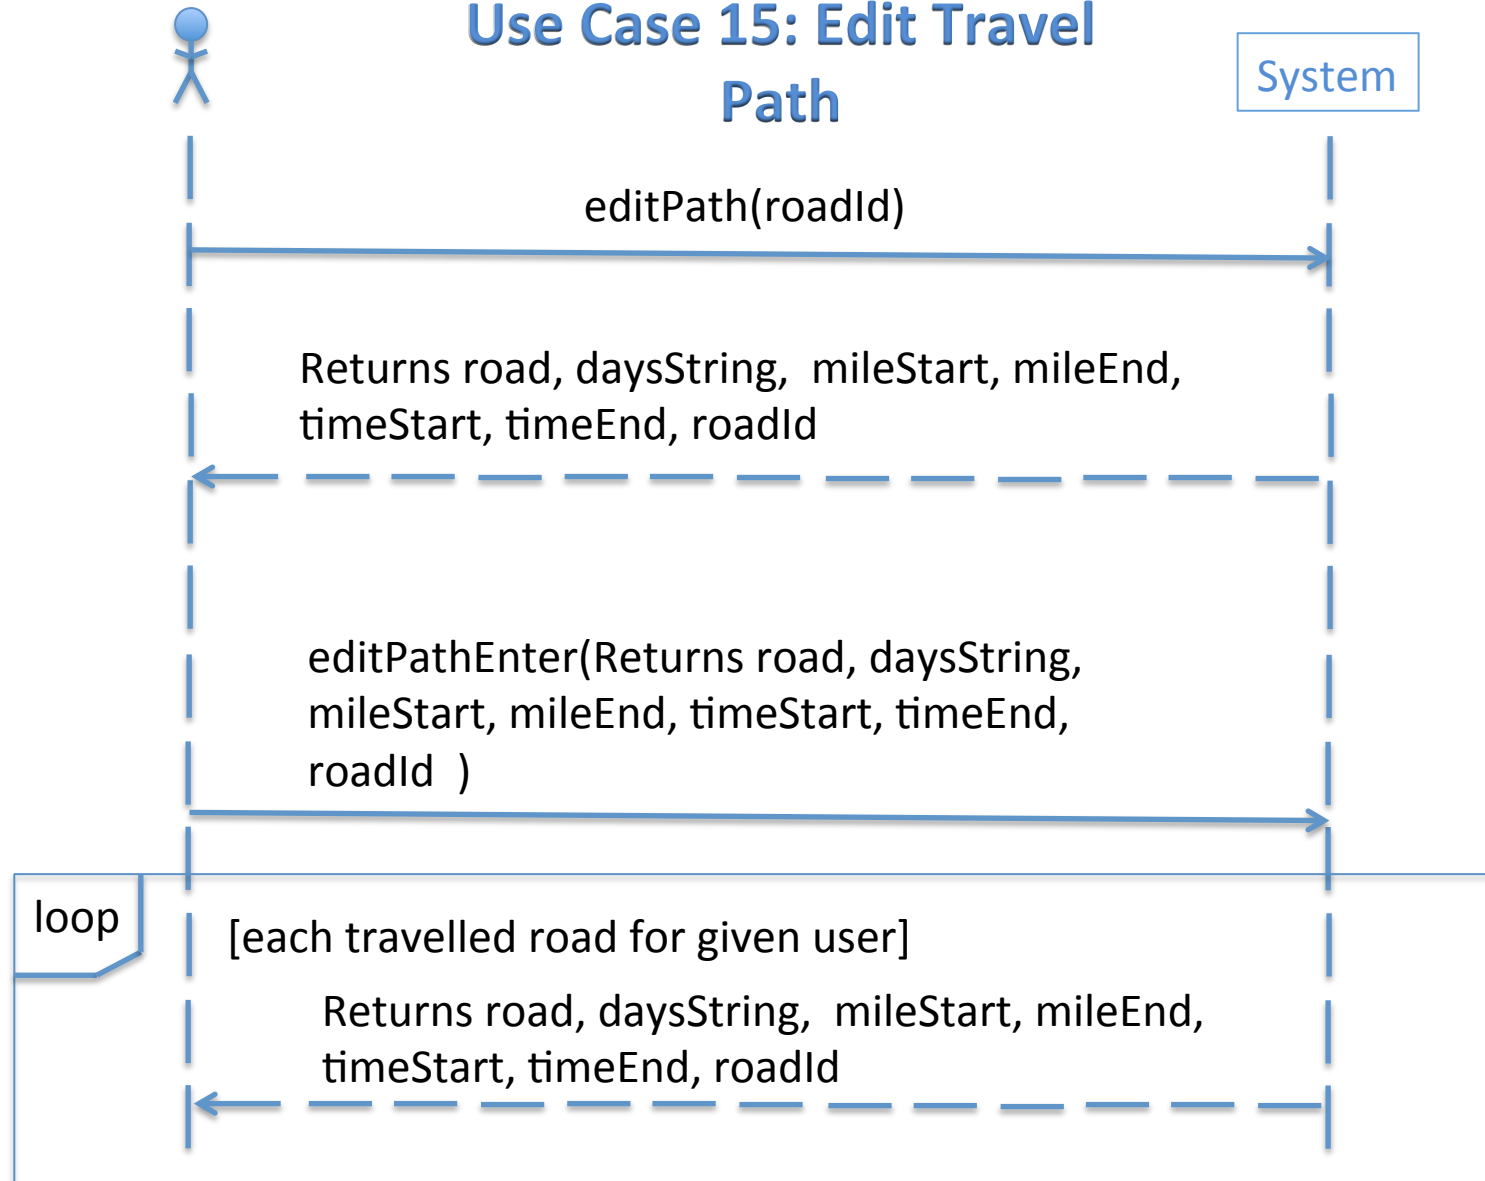 Use Case 15: Edit Travel
Path
System
editPath(roadId)
Returns road, daysString,  mileStart, mileEnd,
timeStart, timeEnd, roadId
editPathEnter(Returns road, daysString,
mileStart, mileEnd, timeStart, timeEnd,
roadId  )
loop
[each travelled road for given user]
Returns road, daysString,  mileStart, mileEnd,
timeStart, timeEnd, roadId